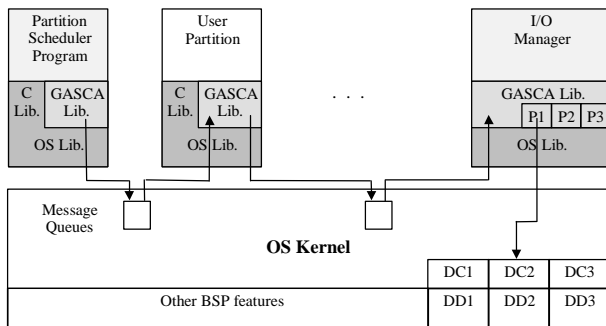 Partition
Scheduler
Program
User
Partition
I/O
Manager
. . .
C
Lib.
GASCA
Lib.
OS Lib.
C
Lib.
GASCA
Lib.
OS Lib.
GASCA Lib.
P1 P2 P3
OS Lib.
Message
Queues
OS Kernel
DC1 DC2 DC3
Other BSP features
DD1 DD2 DD3